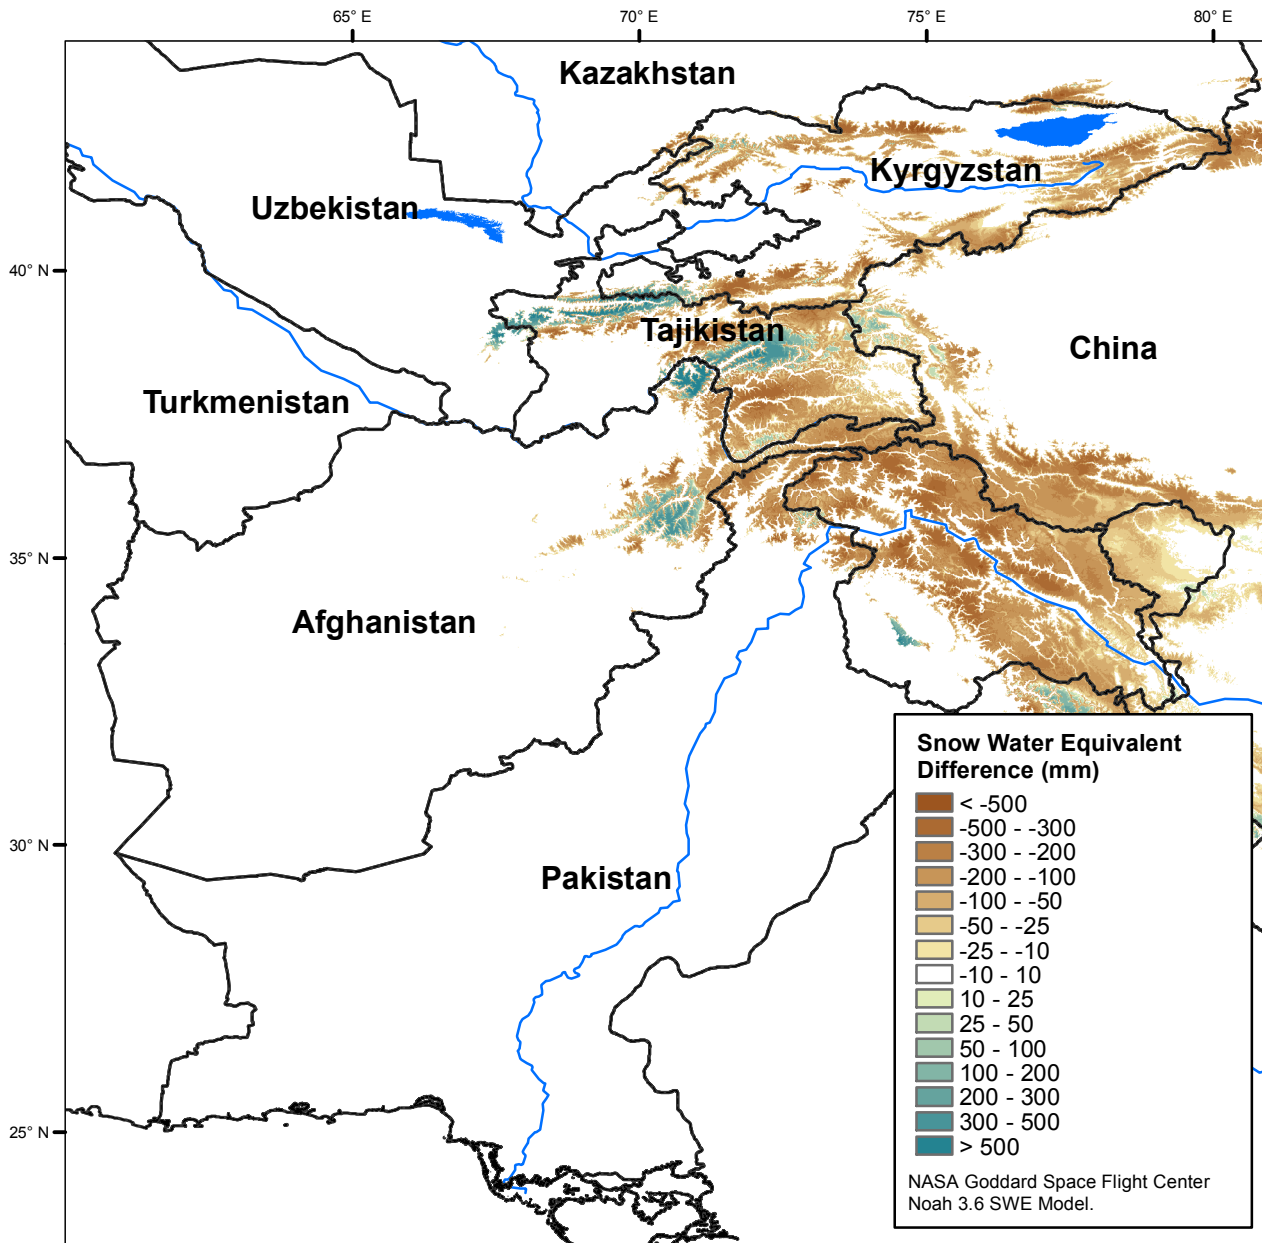 65° E
70° E
75° E
80° E
Kazakhstan
Kyrgyzstan
Uzbekistan
40° N
Tajikistan
China
Turkmenistan
35° N
Afghanistan
Snow Water Equivalent
Difference (mm)
< -500
-500 - -300
-300 - -200
-200 - -100
-100 - -50
-50 - -25
-25 - -10
-10 - 10
10 - 25
25 - 50
50 - 100
100 - 200
200 - 300
300 - 500
> 500
30° N
Pakistan
25° N
NASA Goddard Space Flight Center
Noah 3.6 SWE Model.